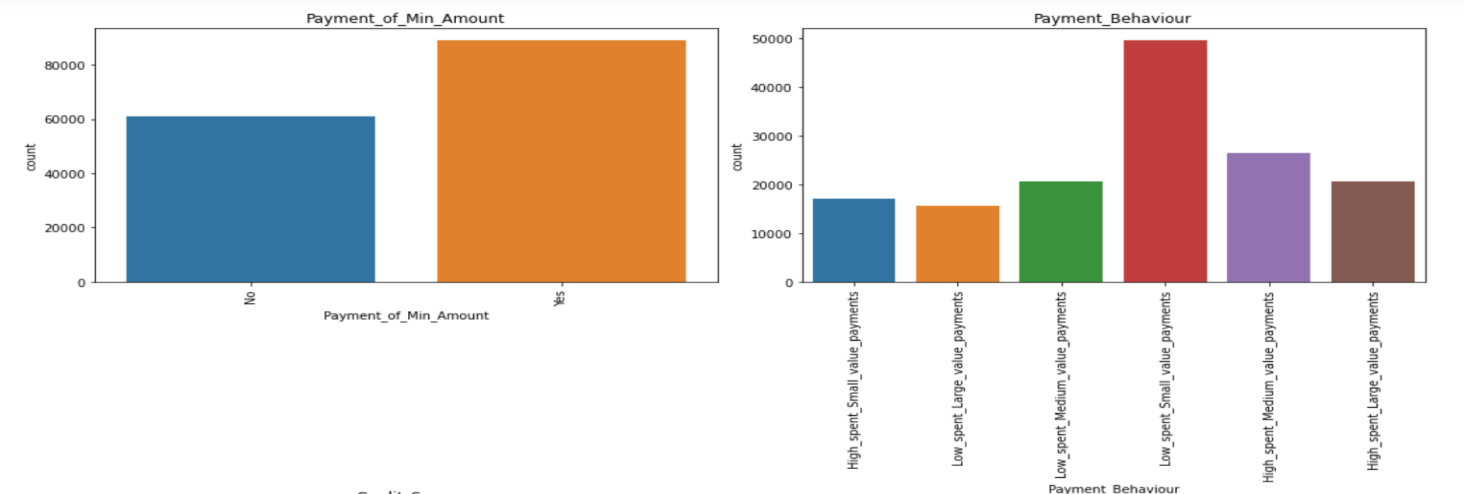 Payment_of_Min_Amount
80000
60000
40000
20000
0
count
No
Yes
Payment_of_Min_Amount
Payment_Behaviour
50000
40000
30000
20000
10000
0
count
High_spent_Small_value_payments
Low_spent_Large_value_payments
Low_spent_Medium_value_payments
Low_spent_Small_value_payments
High_spent_Medium_value_payments
High_spent_Large_value_payments
Payment_Behaviour